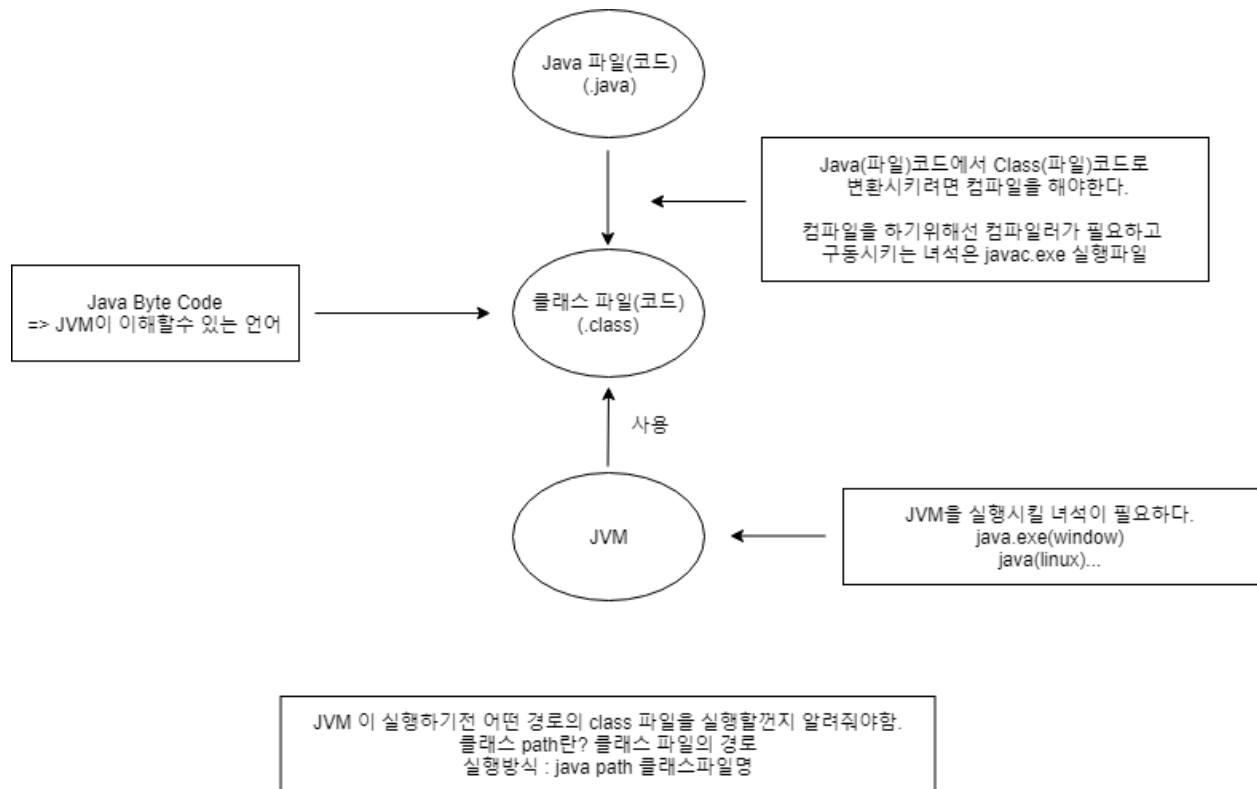 Java 파일(코드)
(.java)
Java(파일)코드에서 Class(파일)코드로
변환시키려면 컴파일을 해야한다.
컴파일을 하기위해선 컴파일러가 필요하고
구동시키는 녀석은 javac.exe 실행파일
Java Byte Code
=> JVM이 이해할수 있는 언어
클래스 파일(코드)
(.class)
사용
JVM
JVM을 실행시킬 녀석이 필요하다.
java.exe(window)
java(linux)...
JVM 이 실행하기전 어떤 경로의 class 파일을 실행할껀지 알려줘야함.
클래스 path란? 클래스 파일의 경로
실행방식 : java path 클래스파일명